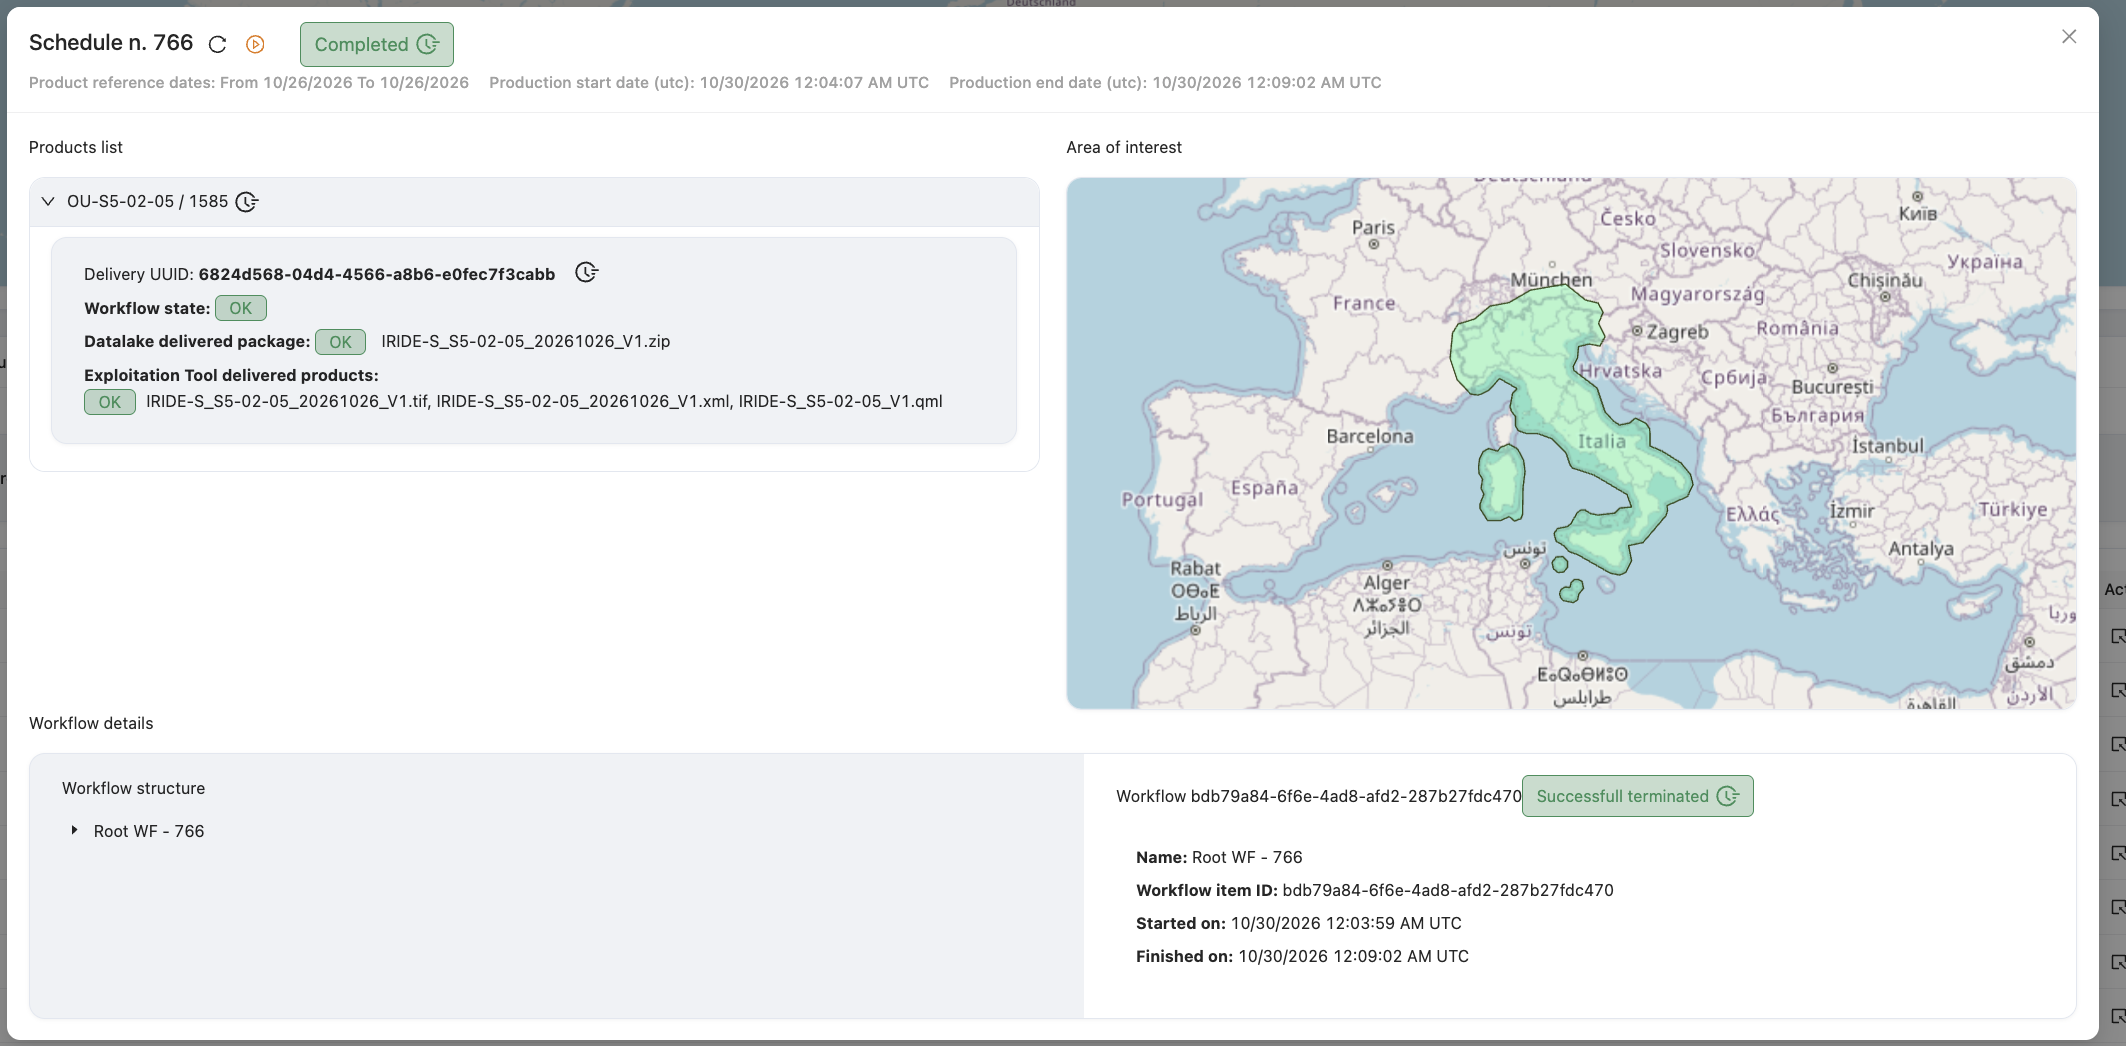 Deutschland
Schedule n. 766
Completed
Product reference dates: From 10/26/2026 To 10/26/2026 Production start date (utc): 10/30/2026 12:04:07 AM UTC Production end date (utc): 10/30/2026 12:09:02 AM UTC
Products list
OU-S5-02-05 / 1585
Delivery UUID: 6824d568-04d4-4566-a8b6-e0fec7f3cabb
Workflow state: OK
Datalake delivered package: OK IRIDE-S_S5-02-05_20261026_V1.zip
Exploitation Tool delivered products:
OK IRIDE-S_S5-02-05_20261026_V1.tif, IRIDE-S_S5-02-05_20261026_V1.xml, IRIDE-S_S5-02-05_V1.qml
Area of interest
Deutschland
Česko
Київ
Paris
Slovensko
Україна
München
Chișinău
France
Magyarország
Zagreb
România
Hrvatska
Србија
București
България
Barcelona
Italia
İstanbul
Portugal
España
Ελλάς
İzmir
Türkiye
تونس
Antalya
Rabat
ⵔⴱⴰⵟ
الرباط
Alger
الجزائر
تونس
طرابلس
دمشق
الأردن
القاهرة
Workflow details
Workflow structure
Root WF - 766
Workflow bdb79a84-6f6e-4ad8-afd2-287b27fdc470 Successfull terminated
Name: Root WF - 766
Workflow item ID: bdb79a84-6f6e-4ad8-afd2-287b27fdc470
Started on: 10/30/2026 12:03:59 AM UTC
Finished on: 10/30/2026 12:09:02 AM UTC
Act